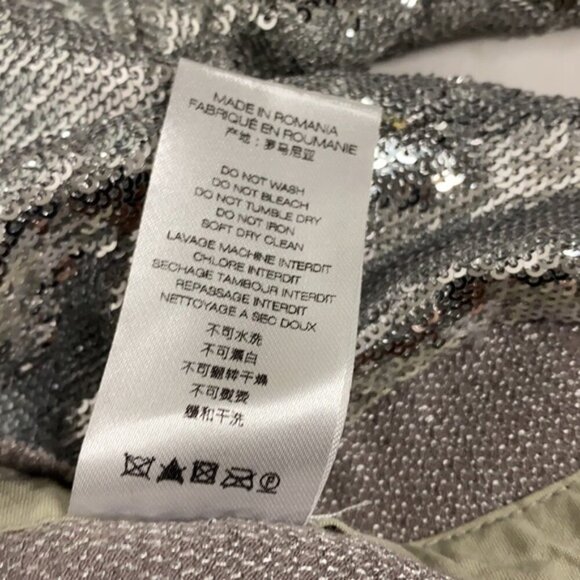 MADE IN ROMANIA
FABRIQUÉ EN ROUMANIE
产地：罗马尼亚
DO NOT WASH
DO NOT BLEACH
DO NOT TUMBLE DRY
DO NOT IRON
SOFT DRY CLEAN
LAVAGE MACHINE INTERDIT
CHLORE INTERDIT
SECHAGE TAMBOUR INTERDIT
REPASSAGE INTERDIT
NETTOYAGE A SEC DOUX
不可水洗
不可漂白
不可翻转干燥
不可熨烫
缓和干洗
P